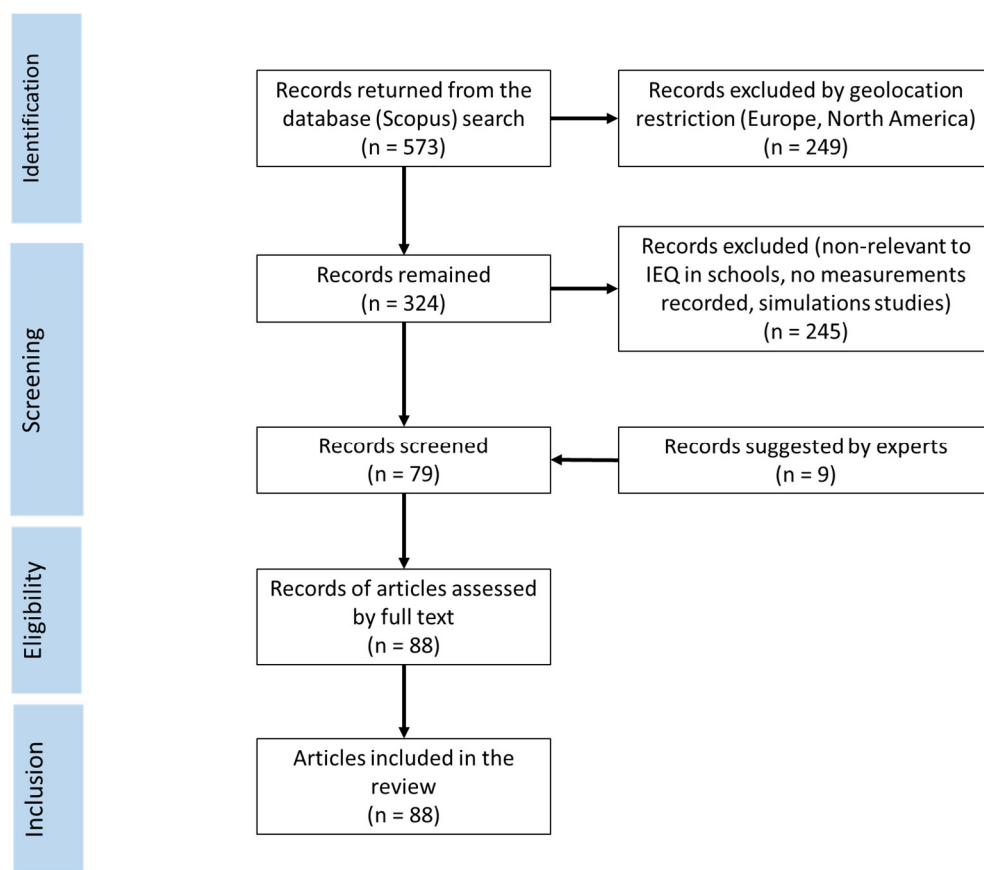 Identification
Records returned from the
database (Scopus) search
(n = 573)
Records excluded by geolocation
restriction (Europe, North America)
(n = 249)
Screening
Records remained
(n = 324)
Records excluded (non-relevant to
IEQ in schools, no measurements
recorded, simulations studies)
(n = 245)
Records screened
(n = 79)
Records suggested by experts
(n = 9)
Eligibility
Records of articles assessed
by full text
(n = 88)
Inclusion
Articles included in the
review
(n = 88)